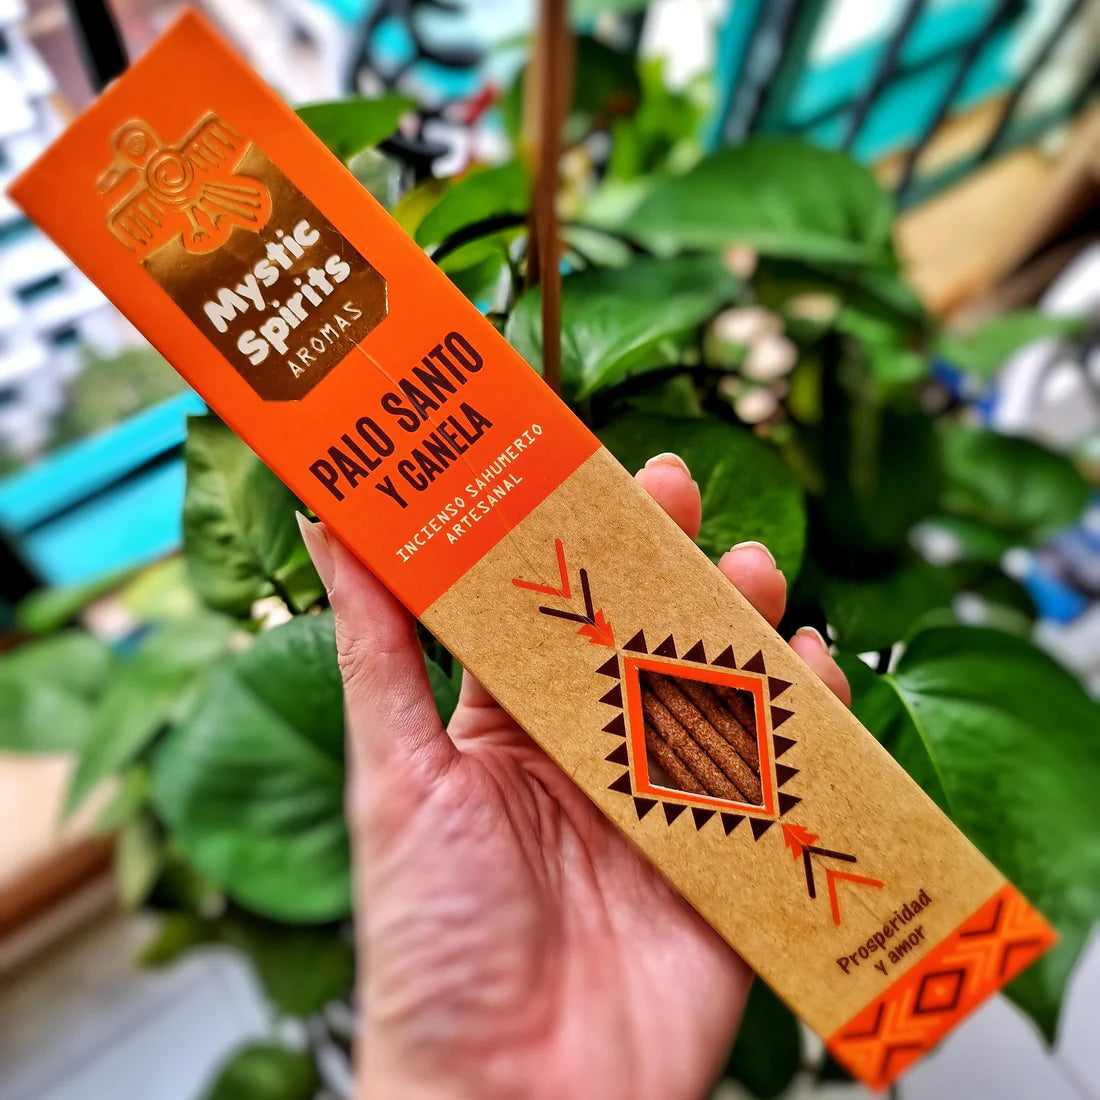 Mystic
Spirits
AROMAS
PALO SANTO
Y CANELA
INCIENSO SAHUMERIO
ARTESANAL
Prosperidad
y amor